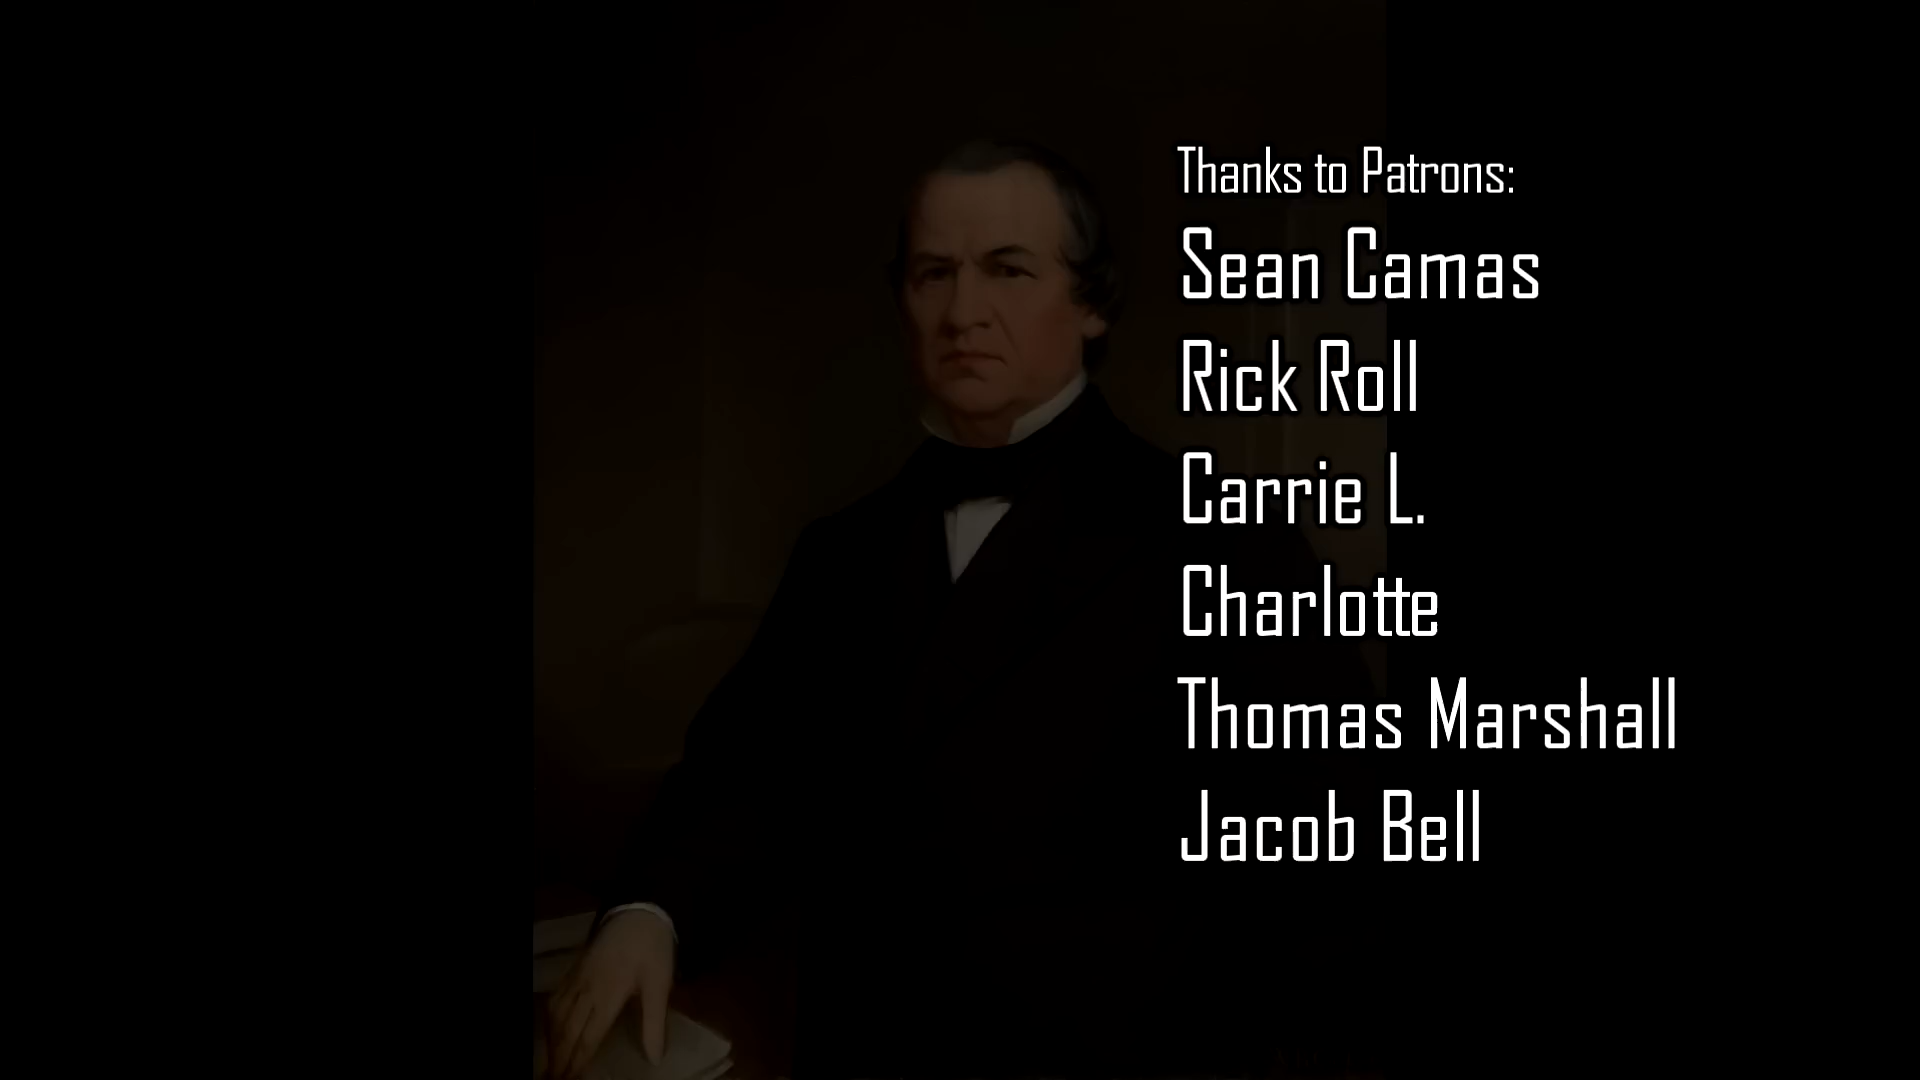 Thanks to Patrons:
Sean Camas
Rick Roll
Carrie L.
Charlotte
Thomas Marshall
Jacob Bell